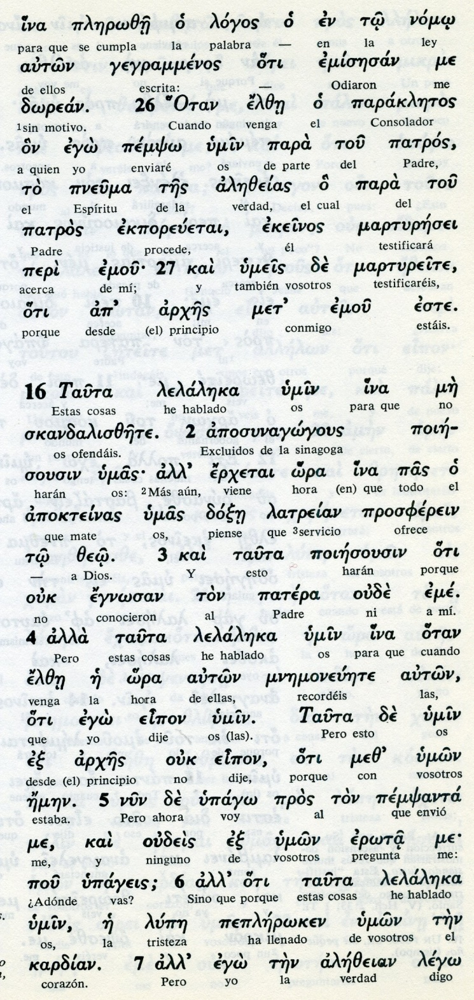 ἵνα πληρωθῇ ὁ λόγος ὁ ἐν τῷ νόμῳ
para que se cumpla la palabra — en la ley
αὐτῶν γεγραμμένος ὅτι ἐμίσησάν με
de ellos escrita: — Odiaron me
δωρεάν. 26 Ὅταν ἔλθῃ ὁ παράκλητος
1sin motivo. Cuando venga el Consolador
ὃν ἐγὼ πέμψω ὑμῖν παρὰ τοῦ πατρός,
a quien yo enviaré os de parte del Padre,
τὸ πνεῦμα τῆς ἀληθείας ὃ παρὰ τοῦ
el Espíritu de la verdad, el cual del
πατρὸς ἐκπορεύεται, ἐκεῖνος μαρτυρήσει
Padre procede, él testificará
περὶ ἐμοῦ· 27 καὶ ὑμεῖς δὲ μαρτυρεῖτε,
acerca de mí; y también vosotros testificaréis,
ὅτι ἀπ' ἀρχῆς μετ' ἐμοῦ ἐστε.
porque desde (el) principio conmigo estáis.
16 Ταῦτα λελάληκα ὑμῖν ἵνα μὴ
Estas cosas he hablado os para que no
σκανδαλισθῆτε. 2 ἀποσυναγώγους ποιή-
os ofendáis. Excluidos de la sinagoga
σουσιν ὑμᾶς· ἀλλ' ἔρχεται ὥρα ἵνα πᾶς ὁ
harán os: 2Más aún, viene hora (en) que todo el
ἀποκτείνας ὑμᾶς δόξῃ λατρείαν προσφέρειν
que mate os, piense que 3servicio ofrece
τῷ θεῷ. 3 καὶ ταῦτα ποιήσουσιν ὅτι
— a Dios. Y esto harán porque
οὐκ ἔγνωσαν τὸν πατέρα οὐδὲ ἐμέ.
no conocieron al Padre ni a mí.
4 ἀλλὰ ταῦτα λελάληκα ὑμῖν ἵνα ὅταν
Pero estas cosas he hablado os para que cuando
ἔλθῃ ἡ ὥρα αὐτῶν μνημονεύητε αὐτῶν,
venga la hora de ellas, recordéis las,
ὅτι ἐγὼ εἶπον ὑμῖν. Ταῦτα δὲ ὑμῖν
que yo dije os (las). Pero esto os
ἐξ ἀρχῆς οὐκ εἶπον, ὅτι μεθ' ὑμῶν
desde (el) principio no dije, porque con vosotros
ἤμην. 5 νῦν δὲ ὑπάγω πρὸς τὸν πέμψαντά
estaba. Pero ahora voy al que envió
με, καὶ οὐδεὶς ἐξ ὑμῶν ἐρωτᾷ με·
me, y ninguno de vosotros pregunta me
ποῦ ὑπάγεις; 6 ἀλλ' ὅτι ταῦτα λελάληκα
¿Adónde vas? Sino que porque estas cosas he hablado
ὑμῖν, ἡ λύπη πεπλήρωκεν ὑμῶν τὴν
os, la tristeza ha llenado de vosotros el
καρδίαν. 7 ἀλλ' ἐγὼ τὴν ἀλήθειαν λέγω
corazón. Pero yo la verdad digo